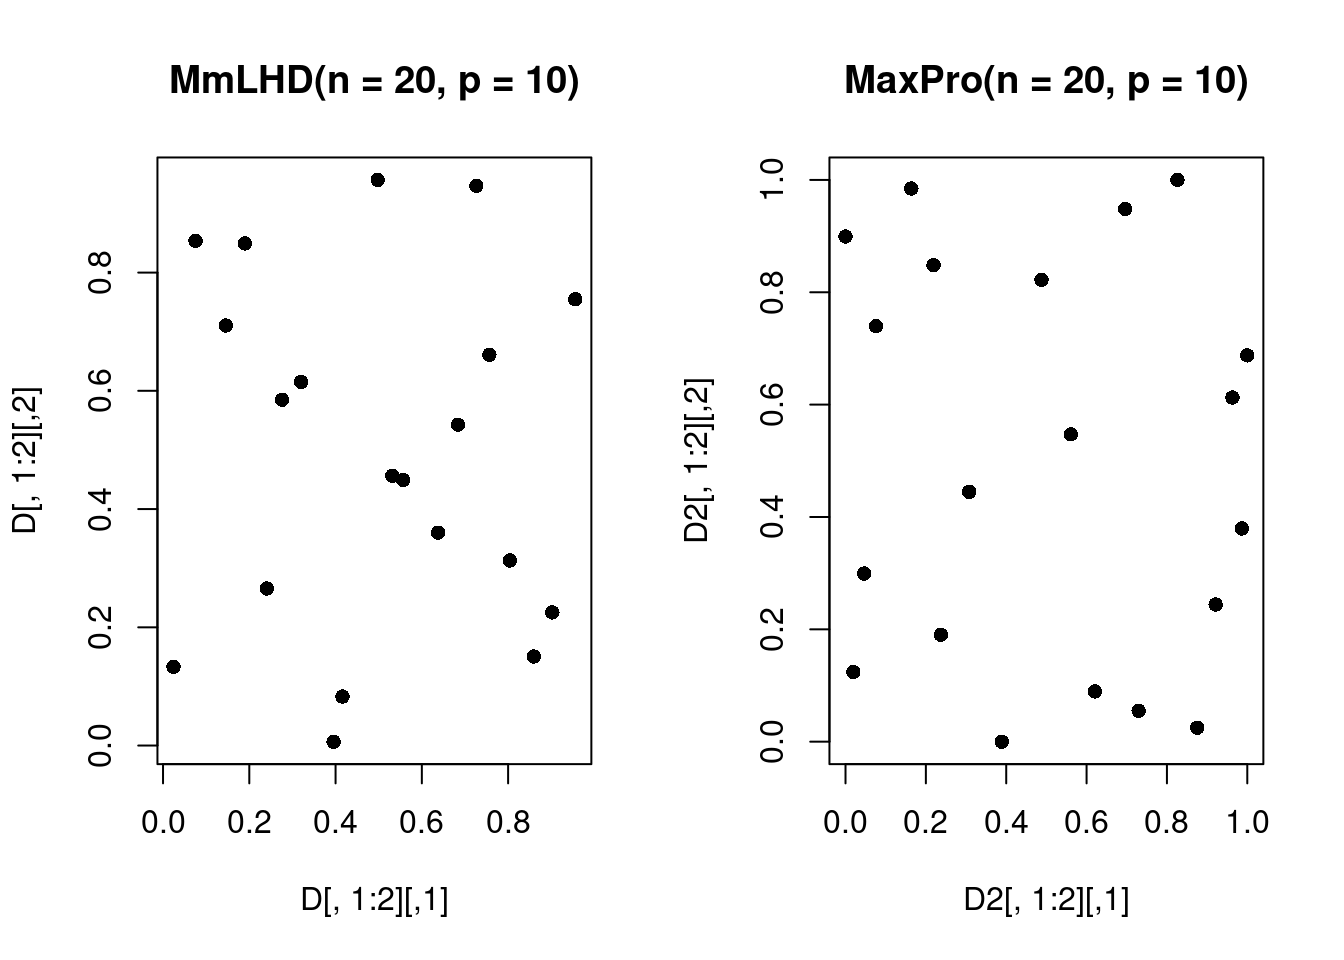 MmLHD(n = 20, p = 10)
D[, 1:2][,2]
0.8
0.6
0.4
0.2
0.0
0.0 0.2 0.4 0.6 0.8
D[, 1:2][,1]
MaxPro(n = 20, p = 10)
D2[, 1:2][,2]
1.0
0.8
0.6
0.4
0.2
0.0
0.0 0.2 0.4 0.6 0.8 1.0
D2[, 1:2][,1]